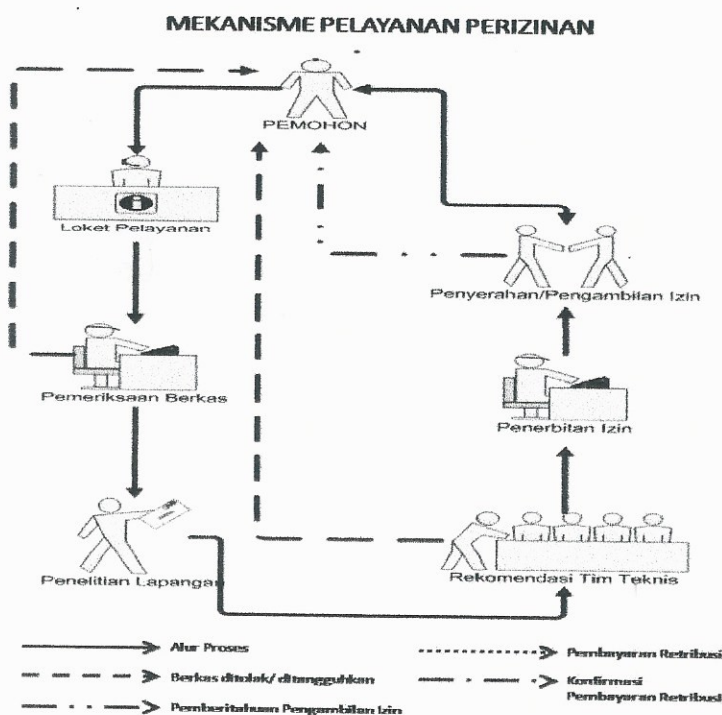 MEKANISME PELAYANAN PERIZINAN
PEMOHON
Loket Pelayanan
Penyerahan/Pengambilan Izin
Pemeriksaan Berkas
Penerbitan Izin
Penelitian Lapangan
Rekomendasi Tim Teknis
Alur Proses
Pembayaran Retribusi
Berkas ditolak/ ditangguhkan
Konfirmasi
Pembayaran Retribusi
Pemberitahuan Pengambilan Izin